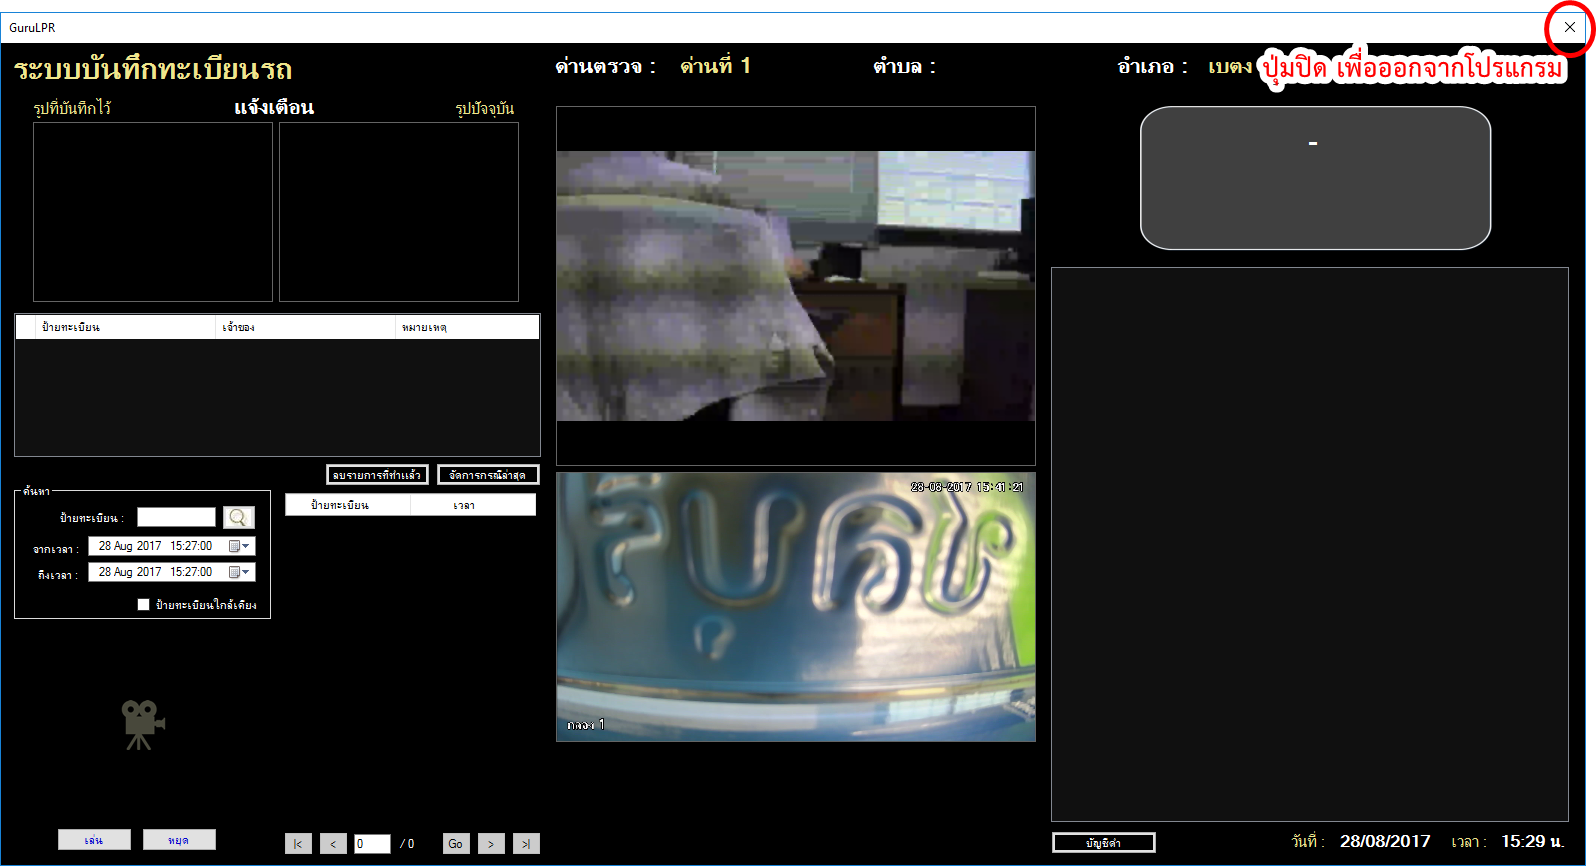 GuruLPR
ระบบบันทึกทะเบียนรถ
ด่านตรวจ : ด่านที่ 1 ตำบล : อำเภอ : เบตง
ปุ่มปิด เพื่อออกจากโปรแกรม
รูปที่บันทึกไว้ แจ้งเตือน รูปปัจจุบัน
-
ป้ายทะเบียน เจ้าของ หมายเหตุ
ลบรายการที่ทำแล้ว จัดการกรณีล่าสุด
ค้นหา
ป้ายทะเบียน :
จากเวลา : 28 Aug 2017 15:27:00
ถึงเวลา : 28 Aug 2017 15:27:00
ป้ายทะเบียนใกล้เคียง
ป้ายทะเบียน เวลา
28-08-2017 15:41:21
กล้อง 1
เล่น หยุด
|< < 0 / 0 Go > >|
บัญชีดำ วันที่ : 28/08/2017 เวลา : 15:29 น.